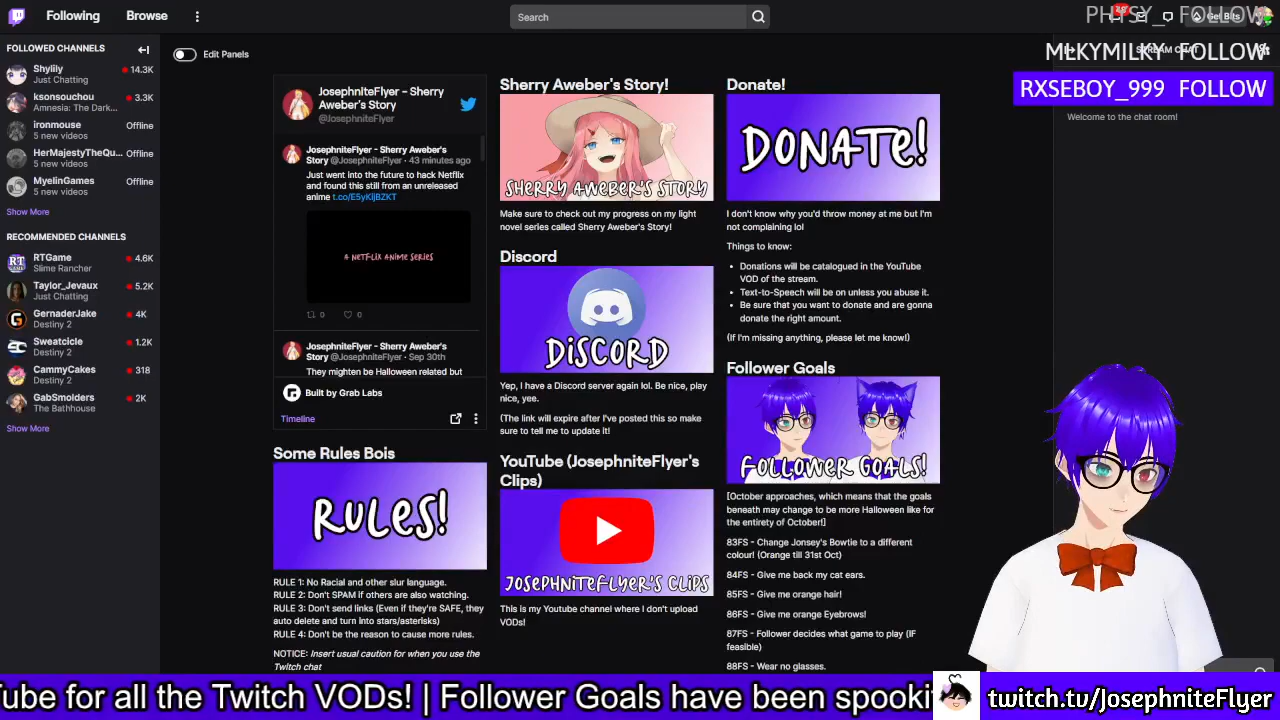 Following
Browse
Search
Get Bits
PHTSY_ FOLLOW
MLKYMILKY FOLLOW
RXSEBOY_999 FOLLOW
STREAM CHAT
Welcome to the chat room!
FOLLOWED CHANNELS
Shylily
14.3K
Just Chatting
ksonsouchou
3.3K
Amnesia: The Dark...
ironmouse
Offline
5 new videos
HerMajestyTheQu...
Offline
5 new videos
MyelinGames
Offline
5 new videos
Show More
RECOMMENDED CHANNELS
RTGame
4.6K
Slime Rancher
Taylor_Jevaux
5.2K
Just Chatting
GernaderJake
4K
Destiny 2
Sweatcicle
1.2K
Destiny 2
CammyCakes
318
Destiny 2
GabSmolders
2K
The Bathhouse
Show More
Edit Panels
JosephniteFlyer - Sherry
Aweber's Story
@JosephniteFlyer
JosephniteFlyer - Sherry Aweber's
Story @JosephniteFlyer · 43 minutes ago
Just went into the future to hack Netflix
and found this still from an unreleased
anime t.co/E5yKljBZKT
A NETFLIX ANIME SERIES
0
0
JosephniteFlyer - Sherry Aweber's
Story @JosephniteFlyer · Sep 30th
They mighten be Halloween related but
Built by Grab Labs
Timeline
Some Rules Bois
RULES!
RULE 1: No Racial and other slur language.
RULE 2: Don't SPAM if others are also watching.
RULE 3: Don't send links (Even if they're SAFE, they
auto delete and turn into stars/asterisks)
RULE 4: Don't be the reason to cause more rules.
NOTICE: Insert usual caution for when you use the
Twitch chat
Sherry Aweber's Story!
SHERRY AWEBER'S STORY
Make sure to check out my progress on my light
novel series called Sherry Aweber's Story!
Discord
DISCORD
Yep, I have a Discord server again lol. Be nice, play
nice, yee.
(The link will expire after I've posted this so make
sure to tell me to update it!
YouTube (JosephniteFlyer's
Clips)
JOSEPHNITEFLYER'S CLIPS
This is my Youtube channel where I don't upload
VODs!
Donate!
DONATE!
I don't know why you'd throw money at me but I'm
not complaining lol
Things to know:
• Donations will be catalogued in the YouTube
VOD of the stream.
• Text-to-Speech will be on unless you abuse it.
• Be sure that you want to donate and are gonna
donate the right amount.
(If I'm missing anything, please let me know!)
Follower Goals
FOLLOWER GOALS!
[October approaches, which means that the goals
beneath may change to be more Halloween like for
the entirety of October!]
83FS - Change Jonsey's Bowtie to a different
colour! (Orange till 31st Oct)
84FS - Give me back my cat ears.
85FS - Give me orange hair!
86FS - Give me orange Eyebrows!
87FS - Follower decides what game to play (IF
feasible)
88FS - Wear no glasses.
Tube for all the Twitch VODs! | Follower Goals have been spooki
twitch.tv/JosephniteFlyer